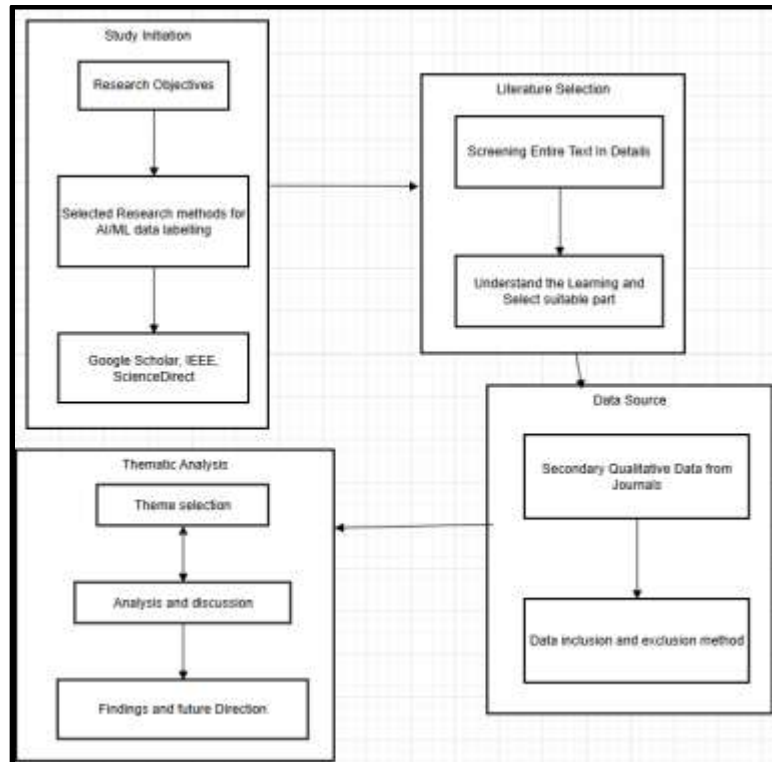 Study Initiation
Research Objectives
Selected Research methods for
AI/ML data labelling
Google Scholar, IEEE,
ScienceDirect
Literature Selection
Screening Entire Text In Details
Understand the Learning and
Select suitable part
Data Source
Secondary Qualitative Data from
Journals
Data inclusion and exclusion method
Thematic Analysis
Theme selection
Analysis and discussion
Findings and future Direction